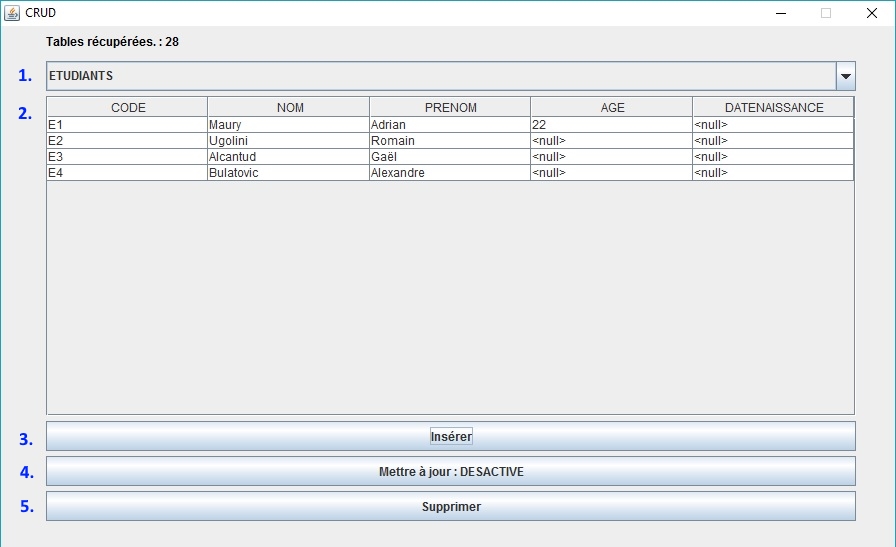 CRUD
Tables récupérées. : 28
1. ETUDIANTS
2. CODE NOM PRENOM AGE DATENAISSANCE
E1 Maury Adrian 22 <null>
E2 Ugolini Romain <null> <null>
E3 Alcantud Gaël <null> <null>
E4 Bulatovic Alexandre <null> <null>
3. Insérer
4. Mettre à jour : DESACTIVE
5. Supprimer